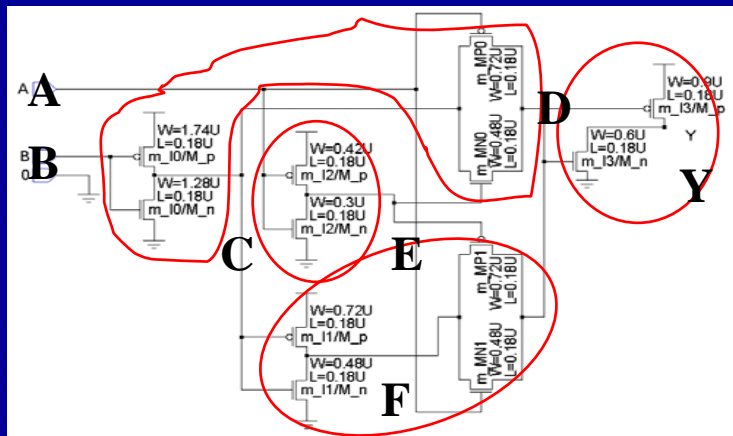 A
A
B
B
0
W=1.74U
L=0.18U
m_I0/M_p
W=1.28U
L=0.18U
m_I0/M_n
C
W=0.42U
L=0.18U
m_I2/M_p
W=0.3U
L=0.18U
m_I2/M_n
E
W=0.72U
L=0.18U
m_I1/M_p
W=0.48U
L=0.18U
m_I1/M_n
F
m_MP0
W=0.72U
L=0.18U
m_MN0
W=0.48U
L=0.18U
m_MP1
W=0.72U
L=0.18U
m_MN1
W=0.48U
L=0.18U
D
W=0.9U
L=0.18U
m_I3/M_p
W=0.6U
L=0.18U
m_I3/M_n
Y
Y